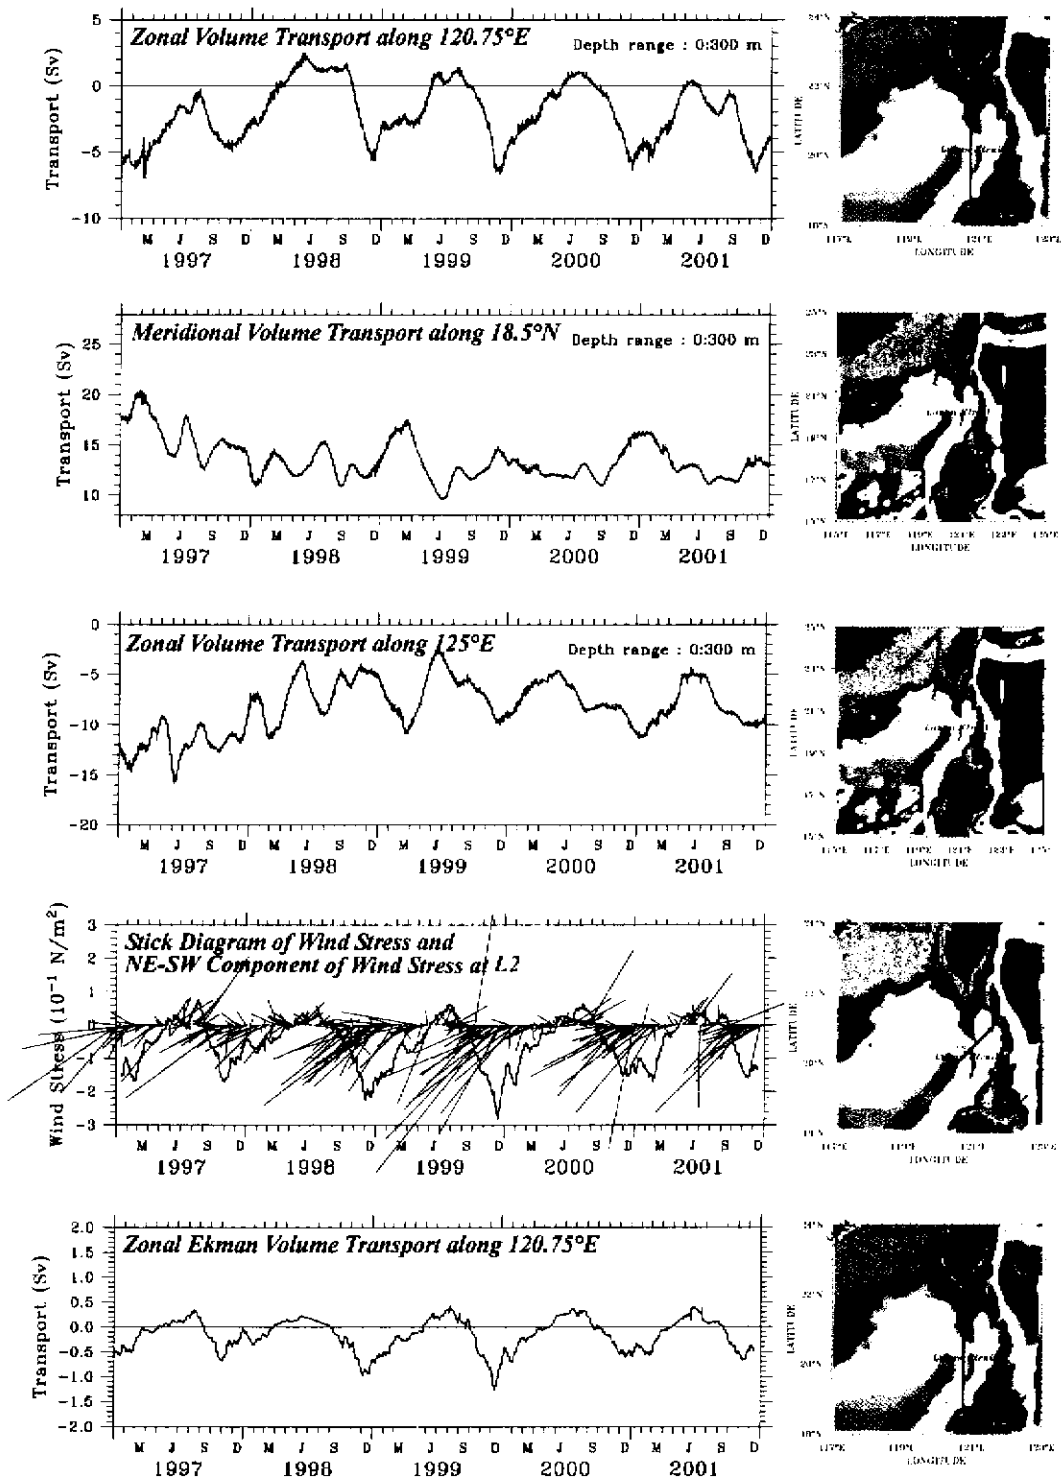 Zonal Volume Transport along 120.75°E
Depth range : 0:300 m
Transport (Sv)
5
0
-5
-10
M J S D M J S D M J S D M J S D M J S D
1997 1998 1999 2000 2001
LATITUDE
LONGITUDE
Meridional Volume Transport along 18.5°N
Depth range : 0:300 m
Transport (Sv)
25
20
15
10
M J S D M J S D M J S D M J S D M J S D
1997 1998 1999 2000 2001
LATITUDE
LONGITUDE
Zonal Volume Transport along 125°E
Depth range : 0:300 m
Transport (Sv)
0
-5
-10
-15
-20
M J S D M J S D M J S D M J S D M J S D
1997 1998 1999 2000 2001
LATITUDE
LONGITUDE
Stick Diagram of Wind Stress and
NE-SW Component of Wind Stress at L2
Wind Stress (10⁻¹ N/m²)
3
2
1
0
-1
-2
-3
M J S D M J S D M J S D M J S D M J S D
1997 1998 1999 2000 2001
LATITUDE
LONGITUDE
Zonal Ekman Volume Transport along 120.75°E
Transport (Sv)
2.0
1.5
1.0
0.5
0.0
-0.5
-1.0
-1.5
-2.0
M J S D M J S D M J S D M J S D M J S D
1997 1998 1999 2000 2001
LATITUDE
LONGITUDE